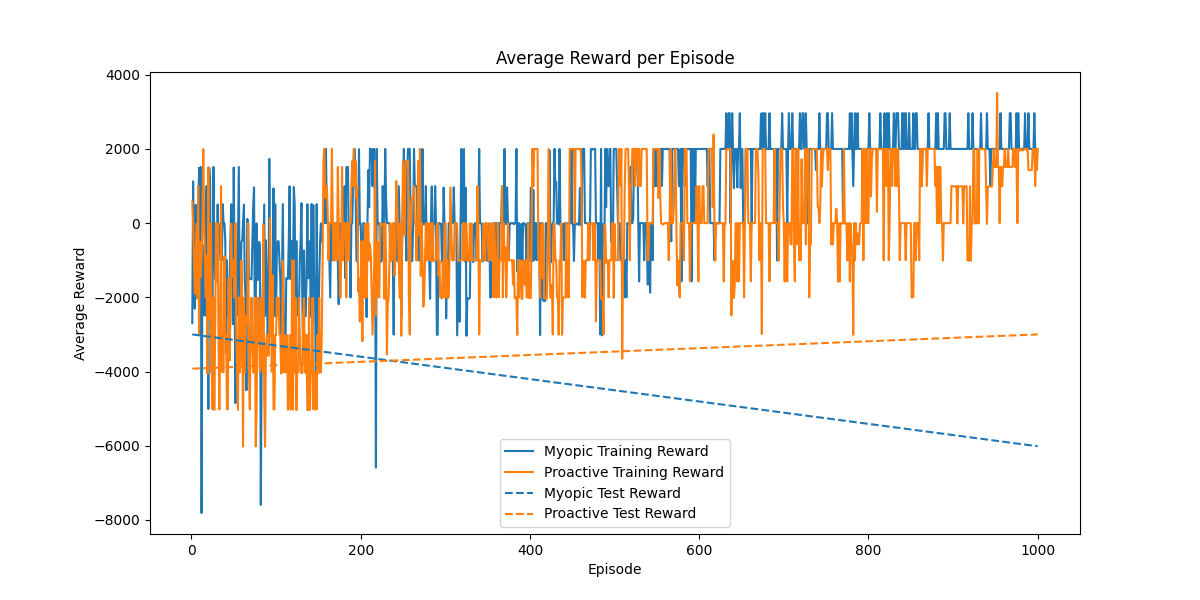 Average Reward per Episode
4000
2000
0
−2000
−4000
−6000
−8000
Average Reward
Myopic Training Reward
Proactive Training Reward
Myopic Test Reward
Proactive Test Reward
0 200 400 600 800 1000
Episode